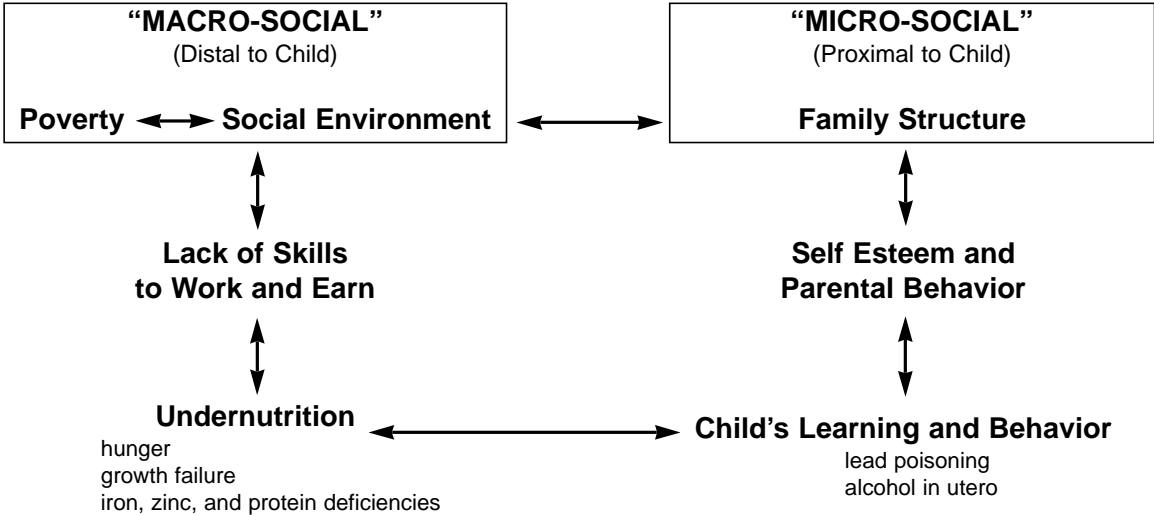 “MACRO-SOCIAL”
(Distal to Child)
Poverty
Social Environment
“MICRO-SOCIAL”
(Proximal to Child)
Family Structure
Lack of Skills
to Work and Earn
Self Esteem and
Parental Behavior
Undernutrition
hunger
growth failure
iron, zinc, and protein deficiencies
Child’s Learning and Behavior
lead poisoning
alcohol in utero